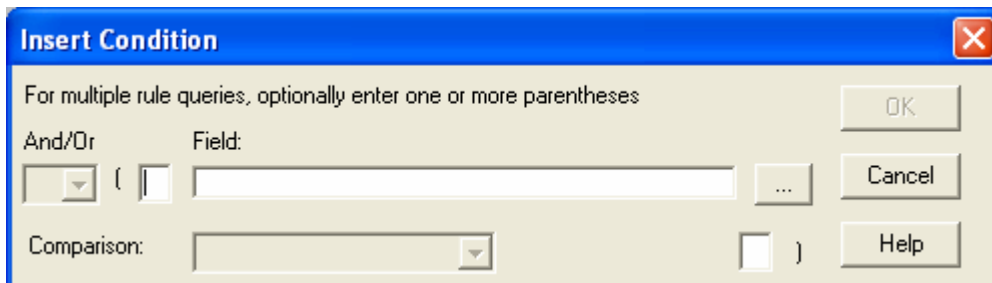 Insert Condition
For multiple rule queries, optionally enter one or more parentheses
OK
And/Or Field:
(
...
Cancel
Comparison:
)
Help